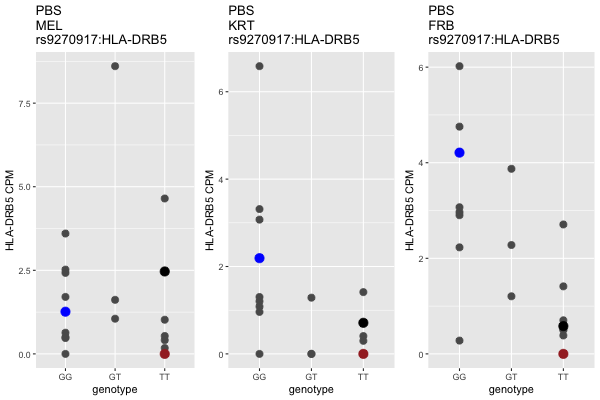 PBS
MEL
rs9270917:HLA-DRB5
HLA-DRB5 CPM
7.5
5.0
2.5
0.0
GG GT TT
genotype
PBS
KRT
rs9270917:HLA-DRB5
HLA-DRB5 CPM
6
4
2
0
GG GT TT
genotype
PBS
FRB
rs9270917:HLA-DRB5
HLA-DRB5 CPM
6
4
2
0
GG GT TT
genotype